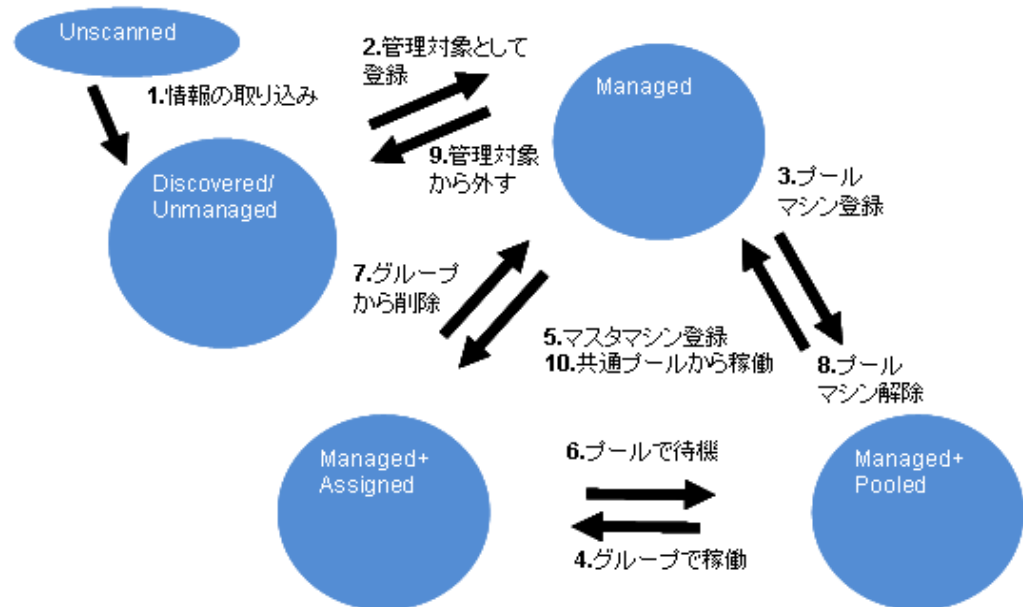 Unscanned
1.情報の取り込み
2.管理対象として
登録
Managed
Discovered/
Unmanaged
9.管理対象
から外す
3.プール
マシン登録
7.グループ
から削除
5.マスタマシン登録
10.共通プールから稼働
8.プール
マシン解除
Managed+
Assigned
6.プールで待機
Managed+
Pooled
4.グループで稼働